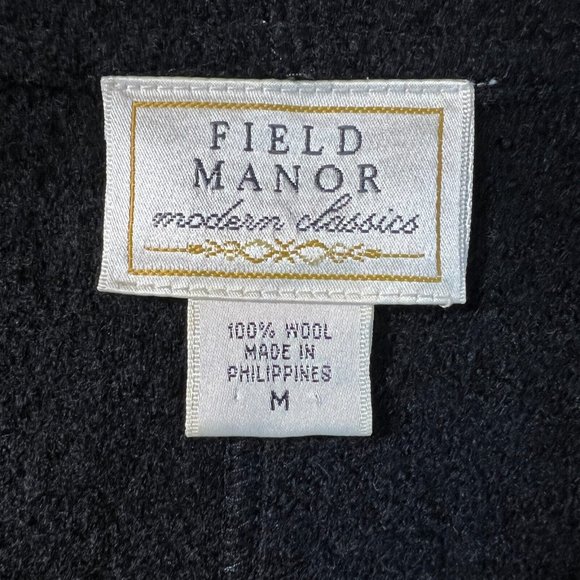 FIELD
MANOR
modern classics
100% WOOL
MADE IN
PHILIPPINES
M